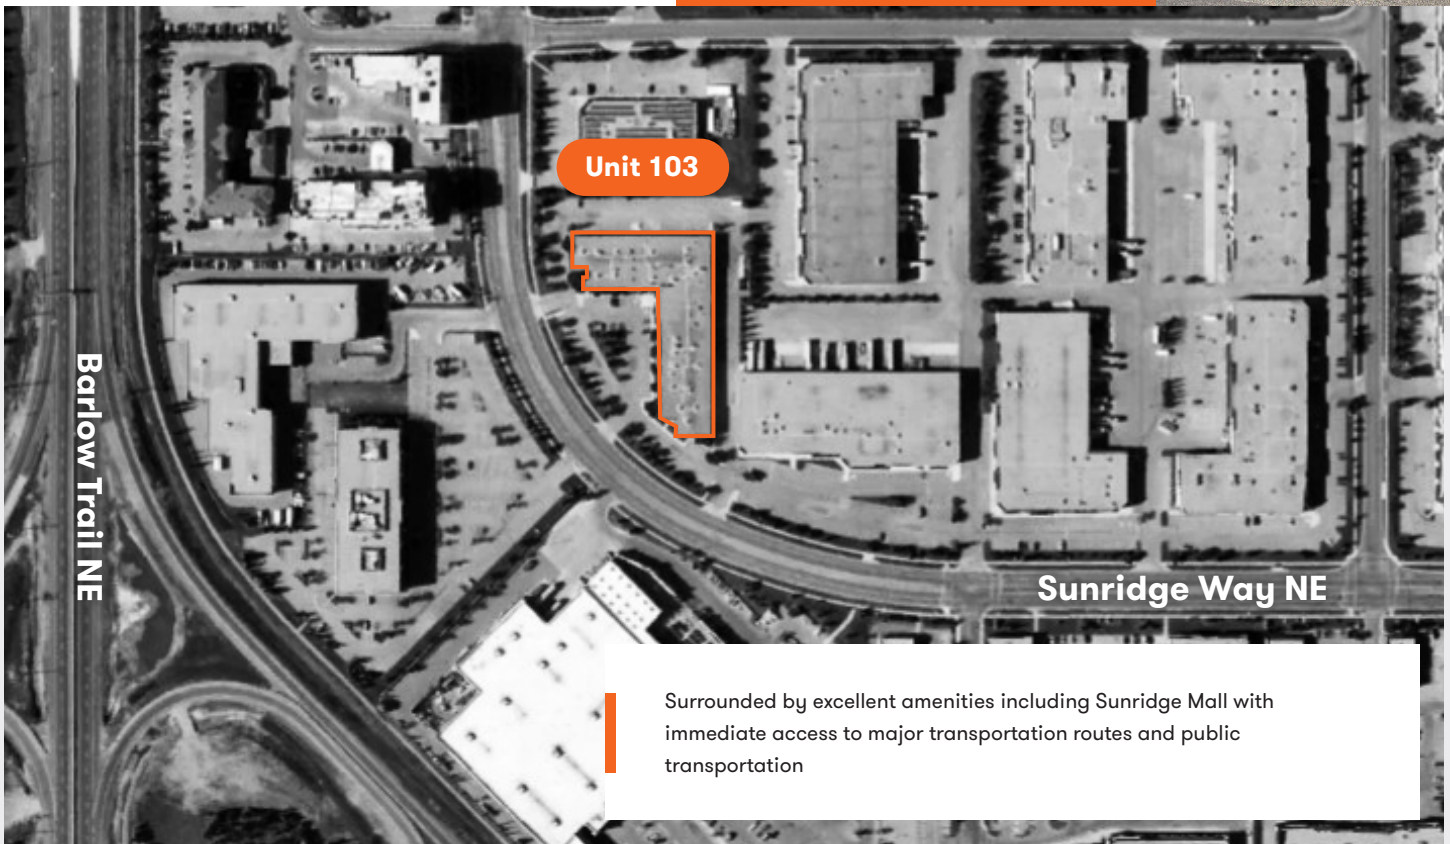 Unit 103
Barlow Trail NE
Sunridge Way NE
Surrounded by excellent amenities including Sunridge Mall with
immediate access to major transportation routes and public
transportation